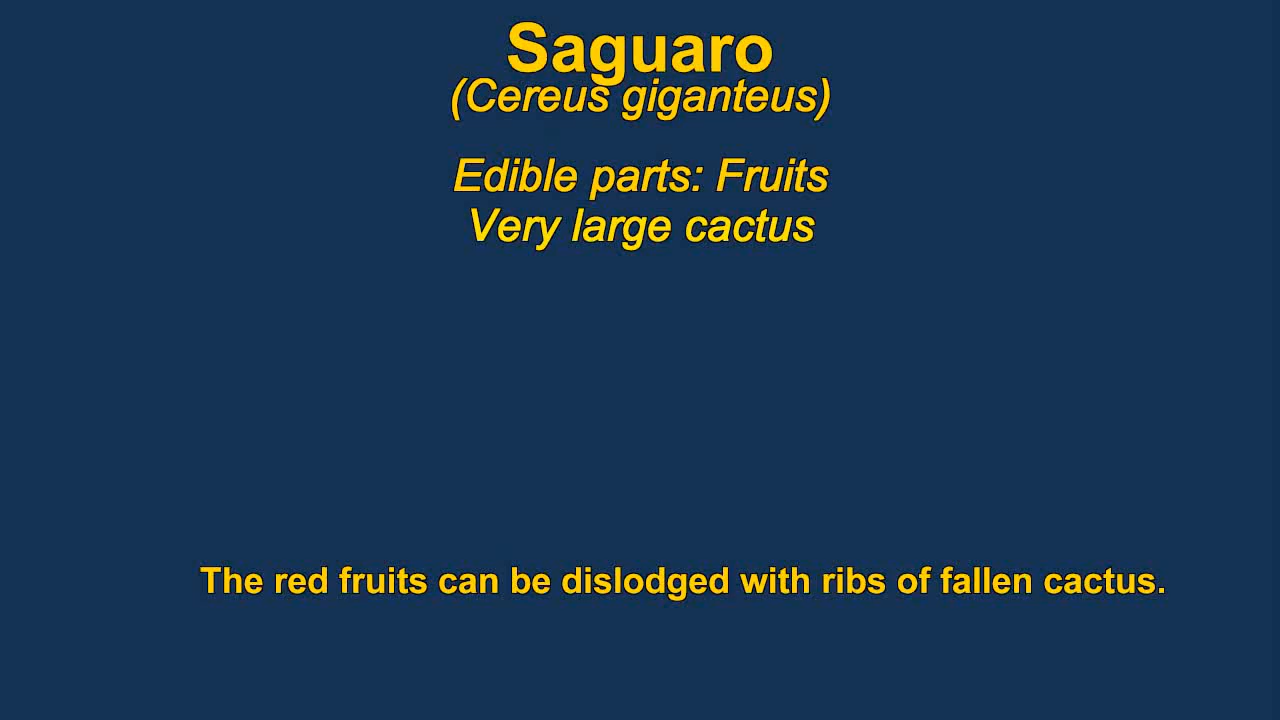 Saguaro
(Cereus giganteus)
Edible parts: Fruits
Very large cactus
The red fruits can be dislodged with ribs of fallen cactus.